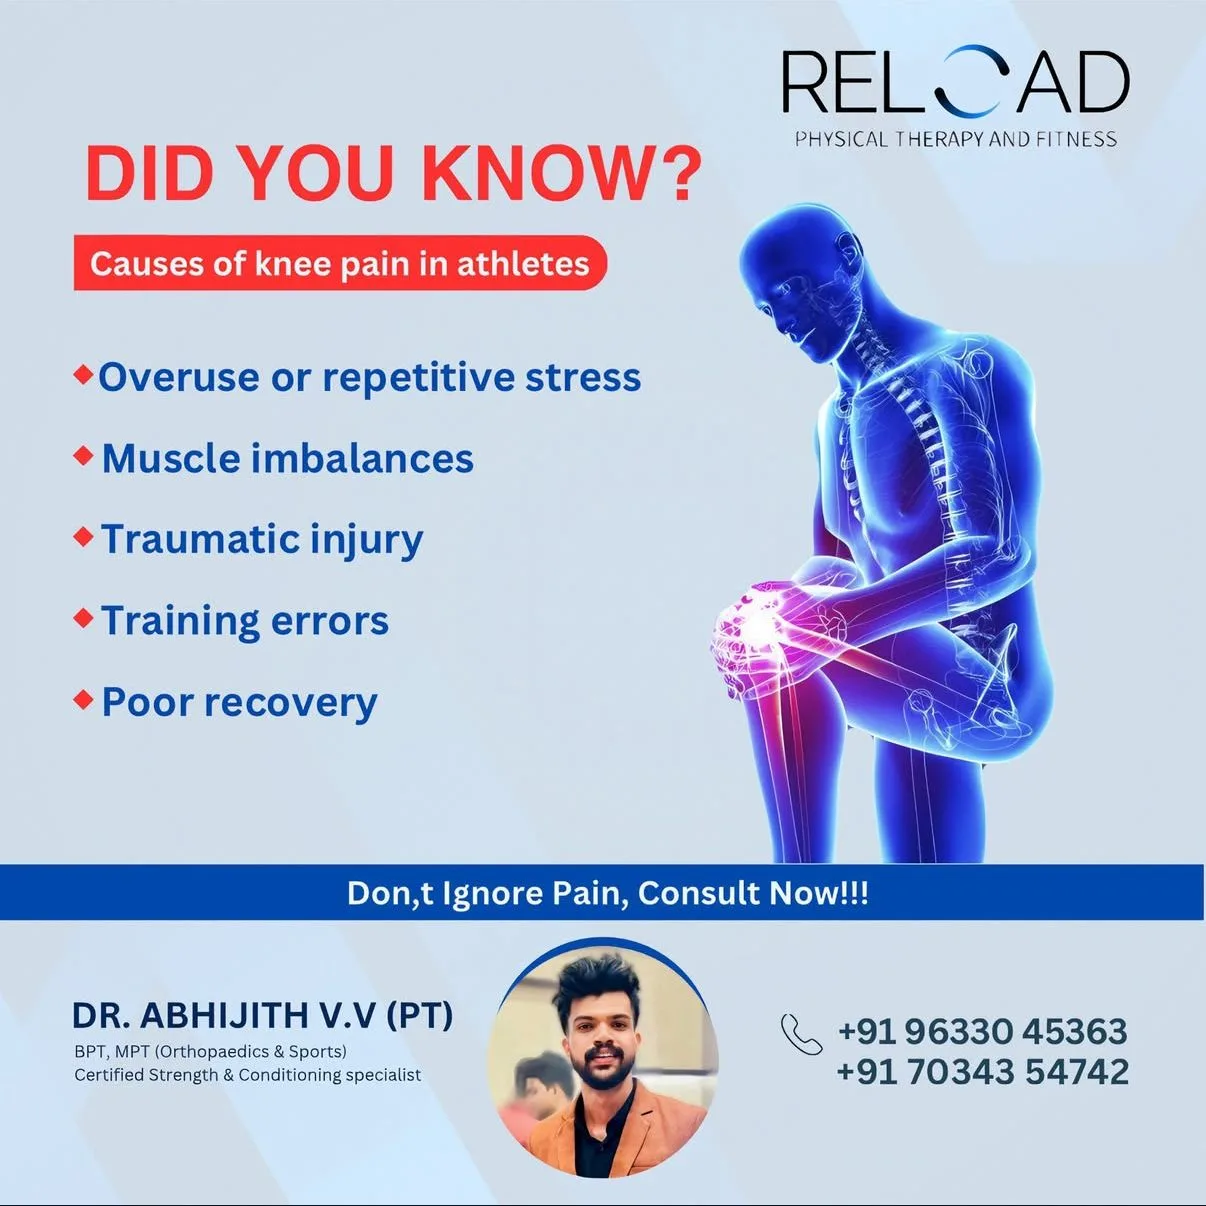 RELOAD
PHYSICAL THERAPY AND FITNESS
DID YOU KNOW?
Causes of knee pain in athletes
Overuse or repetitive stress
Muscle imbalances
Traumatic injury
Training errors
Poor recovery
Don,t Ignore Pain, Consult Now!!!
DR. ABHIJITH V.V (PT)
BPT, MPT (Orthopaedics & Sports)
Certified Strength & Conditioning specialist
+91 96330 45363
+91 70343 54742